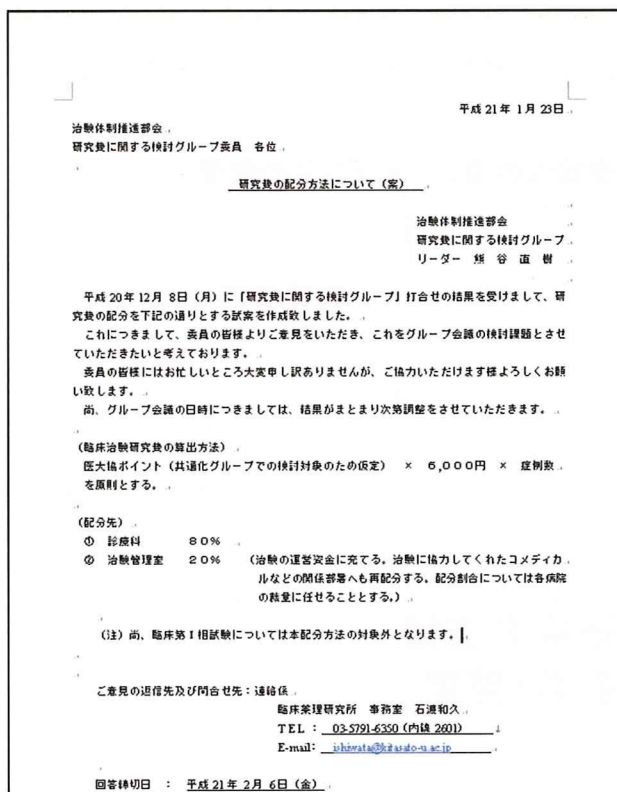 平成21年 1月 23日
治験体制推進部会
研究費に関する検討グループ委員　各位
研究費の配分方法について（案）
治験体制推進部会
研究費に関する検討グループ
リーダー　熊　谷　直　樹
平成20年12月 8日（月）に「研究費に関する検討グループ」打合せの結果を受けまして、研
究費の配分を下記の通りとする試案を作成致しました。
これにつきまして、委員の皆様よりご意見をいただき、これをグループ会議の検討課題とさせ
ていただきたいと考えております。
委員の皆様にはお忙しいところ大変申し訳ありませんが、ご協力いただけます様よろしくお願
い致します。
尚、グループ会議の日時につきましては、結果がまとまり次第調整をさせていただきます。
（臨床治験研究費の算出方法）
医大協ポイント（共通化グループでの検討対象のため仮定）　×　6,000円　×　症例数
を原則とする。
（配分先）
① 診療科　80%
② 治験管理室　20%　（治験の運営資金に充てる。治験に協力してくれたコメディカ
ルなどの関係部署へも再配分する。配分割合については各病院
の裁量に任せることとする。）
（注）尚、臨床第Ⅰ相試験については本配分方法の対象外となります。
ご意見の返信先及び問合せ先：連絡係
臨床薬理研究所　事務室　石渡和久
TEL ： 03-5791-6350 (内線 2601)
E-mail: ishiwata@kitasato-u.ac.jp
回答締切日　：　平成 21年 2月 6日（金）